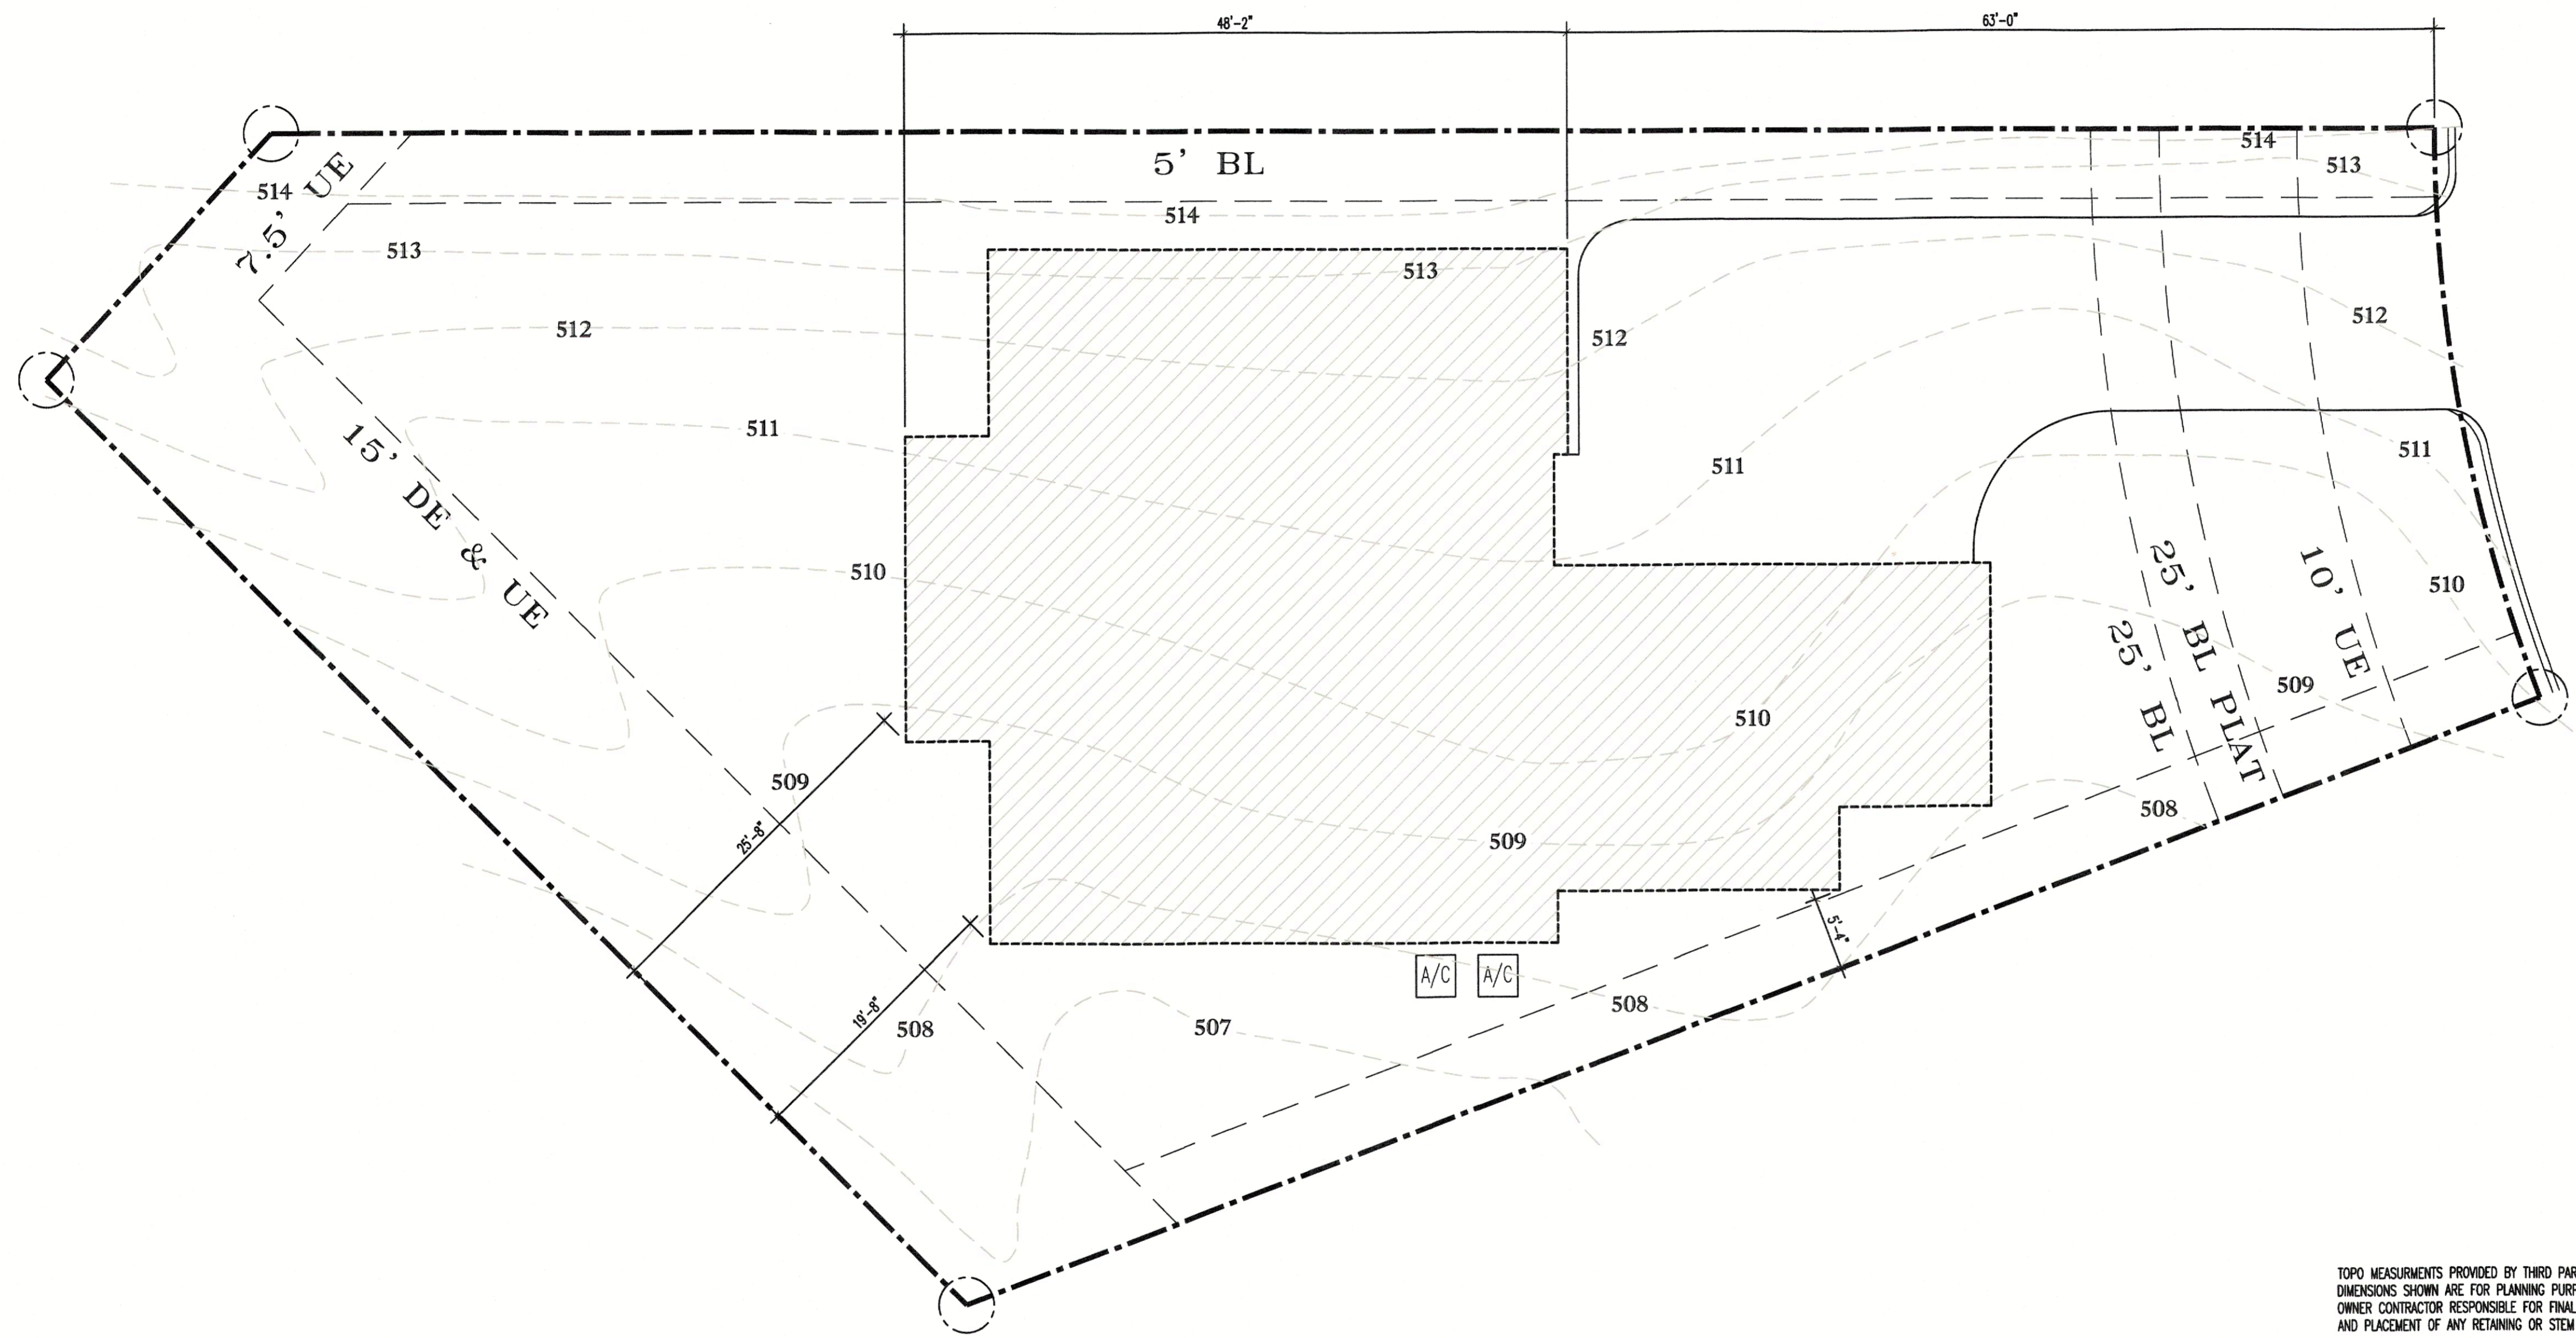 48'-2"
63'-0"
514
513
5' BL
514
7.5' UE
514
513
513
512
512
512
511
511
511
15' DE & UE
510
510
25' BL PLAT
10' UE
25' BL
509
510
509
509
508
25'-8"
5'-4"
A/C
A/C
508
507
508
19'-8"
TOPO MEASURMENTS PROVIDED BY THIRD PAR
DIMENSIONS SHOWN ARE FOR PLANNING PURP
OWNER CONTRACTOR RESPONSIBLE FOR FINAL
AND PLACEMENT OF ANY RETAINING OR STEM